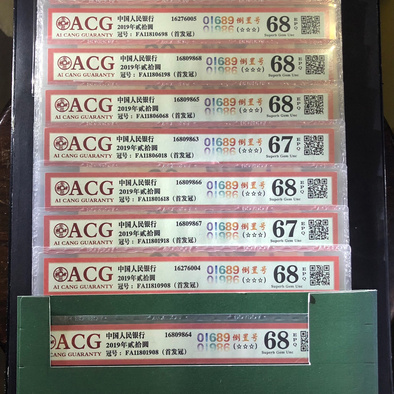 ACG 中国人民银行 16276005 01689 倒置号 68 EPQ
AI CANG GUARANTY 2019年贰拾圆 01986 (☆☆☆)
冠号：FA11810698 (首发冠) Superb Gem Unc
ACG 中国人民银行 16809868 01689 倒置号 68 EPQ
AI CANG GUARANTY 2019年贰拾圆 01986 (☆☆☆)
冠号：FA11806198 (首发冠) Superb Gem Unc
ACG 中国人民银行 16809865 01689 倒置号 68 EPQ
AI CANG GUARANTY 2019年贰拾圆 01986 (☆☆☆)
冠号：FA11806068 (首发冠) Superb Gem Unc
ACG 中国人民银行 16809863 01689 倒置号 67 EPQ
AI CANG GUARANTY 2019年贰拾圆 01986 (☆☆☆)
冠号：FA11806018 (首发冠) Superb Gem Unc
ACG 中国人民银行 16809866 01689 倒置号 68 EPQ
AI CANG GUARANTY 2019年贰拾圆 01986 (☆☆☆)
冠号：FA11801618 (首发冠) Superb Gem Unc
ACG 中国人民银行 16809867 01689 倒置号 67 EPQ
AI CANG GUARANTY 2019年贰拾圆 01986 (☆☆☆)
冠号：FA11801918 (首发冠) Superb Gem Unc
ACG 中国人民银行 16276004 01689 倒置号 68 EPQ
AI CANG GUARANTY 2019年贰拾圆 01986 (☆☆☆)
冠号：FA11810908 (首发冠) Superb Gem Unc
ACG 中国人民银行 16809864 01689 倒置号 68 EPQ
CANG GUARANTY 2019年贰拾圆 01986 (☆☆☆)
冠号：FA11801908 (首发冠) Superb Gem Unc